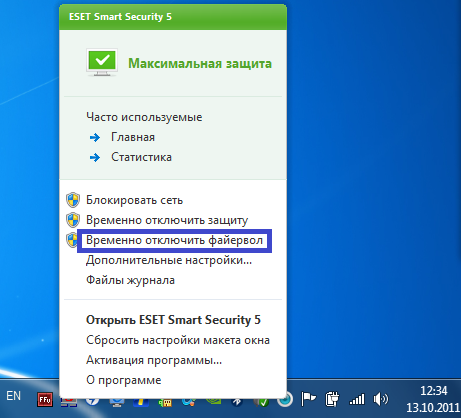 ESET Smart Security 5
Максимальная защита
Часто используемые
Главная
Статистика
Блокировать сеть
Временно отключить защиту
Временно отключить файервол
Дополнительные настройки...
Файлы журнала
Открыть ESET Smart Security 5
Сбросить настройки макета окна
Активация программы...
О программе
EN
FFu
12:34
13.10.2011